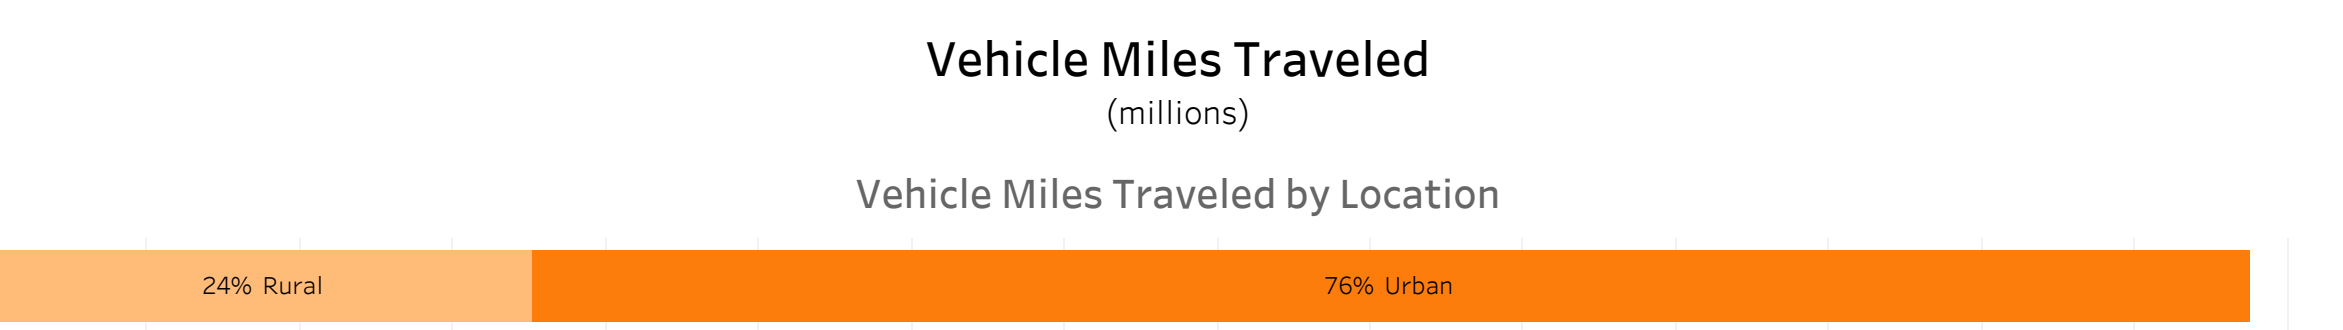 Vehicle Miles Traveled
(millions)
Vehicle Miles Traveled by Location
24% Rural 76% Urban